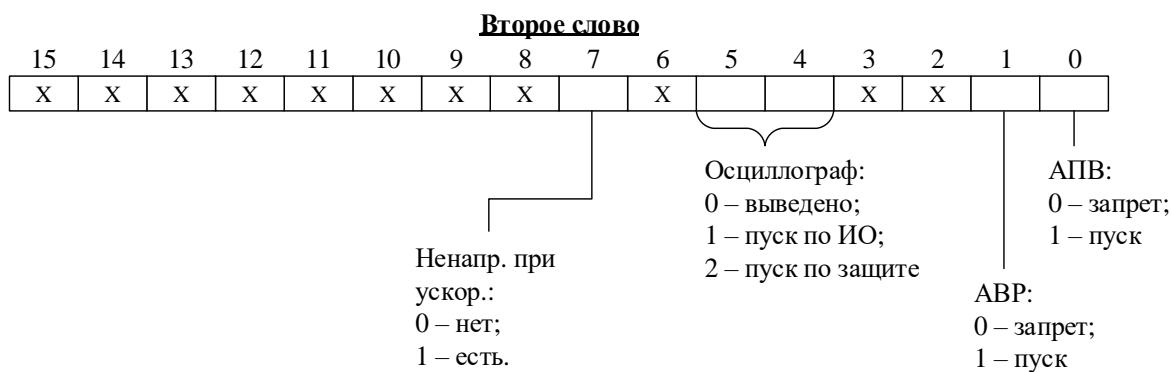 Второе слово
15 14 13 12 11 10 9 8 7 6 5 4 3 2 1 0
X X X X X X X X X X X
Осциллограф:
0 – выведено;
1 – пуск по ИО;
2 – пуск по защите
АПВ:
0 – запрет;
1 – пуск
Ненапр. при
ускор.:
0 – нет;
1 – есть.
АВР:
0 – запрет;
1 – пуск